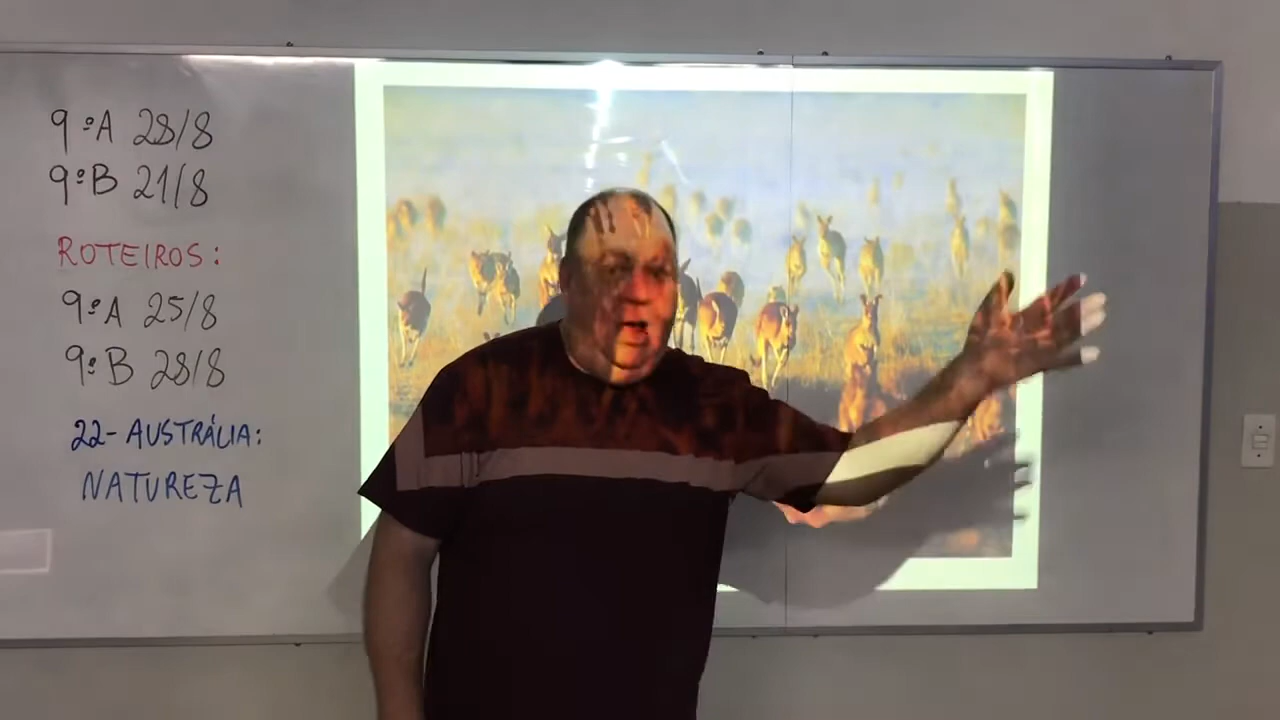 9ºA 28/8
9ºB 21/8
ROTEIROS:
9ºA 25/8
9ºB 28/8
22-AUSTRÁLIA:
NATUREZA